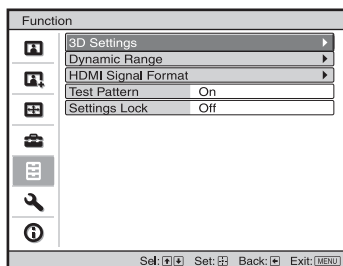 Function
3D Settings
Dynamic Range
HDMI Signal Format
Test Pattern On
Settings Lock Off
Sel: Set: Back: Exit: MENU